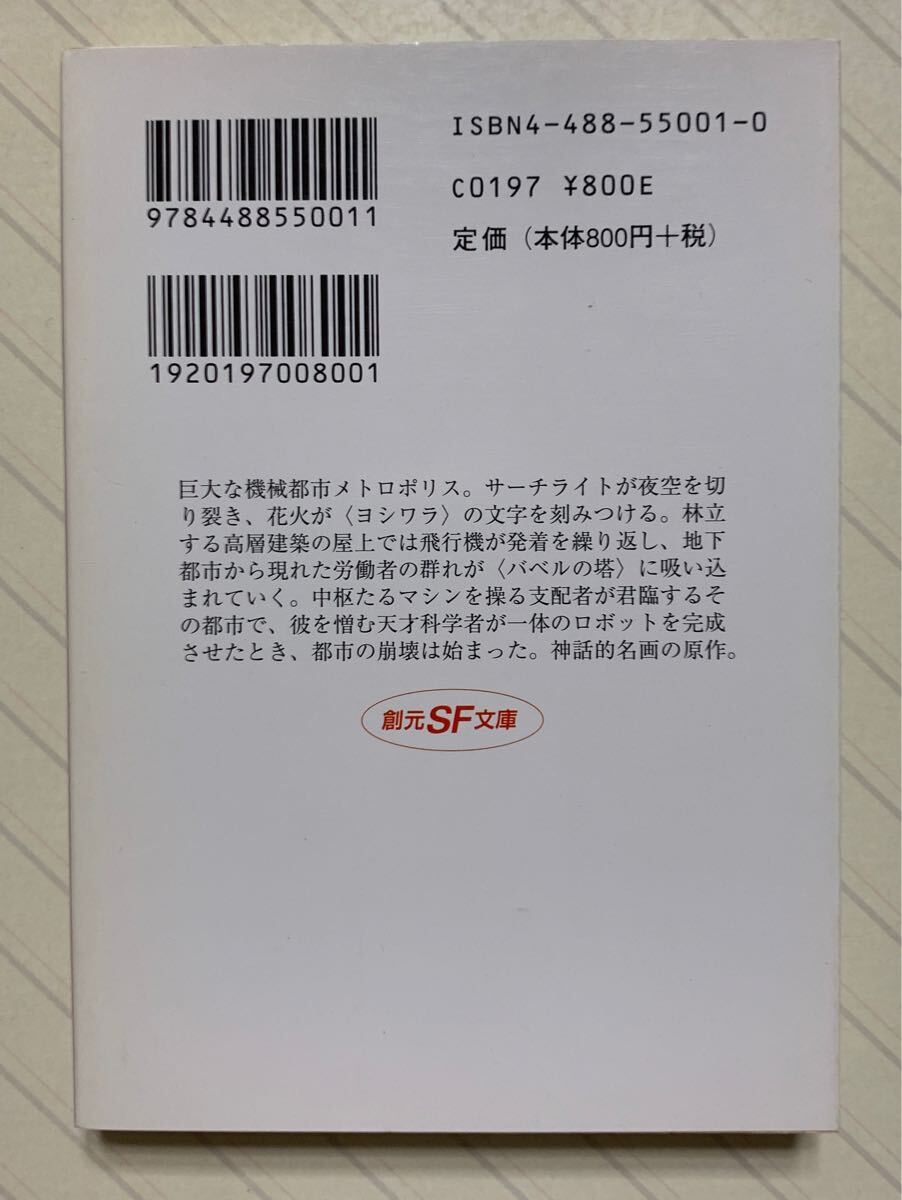 ISBN4-488-55001-0
9784488550011
C0197 ¥800E
定価（本体800円＋税）
1920197008001
巨大な機械都市メトロポリス。サーチライトが夜空を切
り裂き、花火が〈ヨシワラ〉の文字を刻みつける。林立
する高層建築の屋上では飛行機が発着を繰り返し、地下
都市から現れた労働者の群れが〈バベルの塔〉に吸い込
まれていく。中枢たるマシンを操る支配者が君臨するそ
の都市で、彼を憎む天才科学者が一体のロボットを完成
させたとき、都市の崩壊は始まった。神話的名画の原作。
創元SF文庫